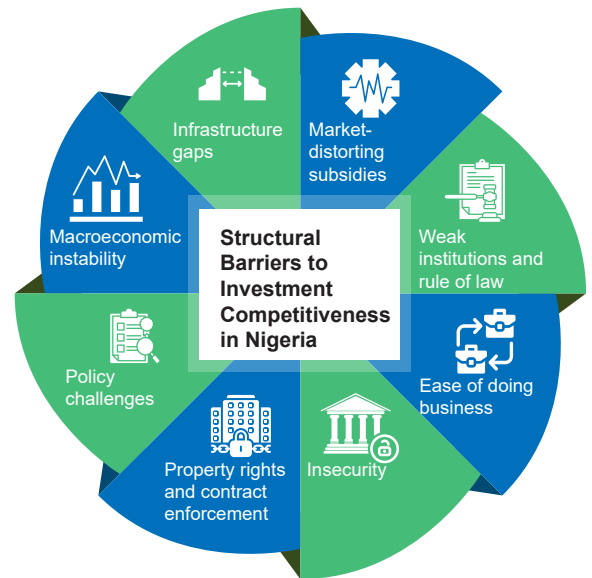 Structural
Barriers to
Investment
Competitiveness
in Nigeria
Infrastructure
gaps
Market-
distorting
subsidies
Weak
institutions and
rule of law
Ease of doing
business
Insecurity
Property rights
and contract
enforcement
Policy
challenges
Macroeconomic
instability